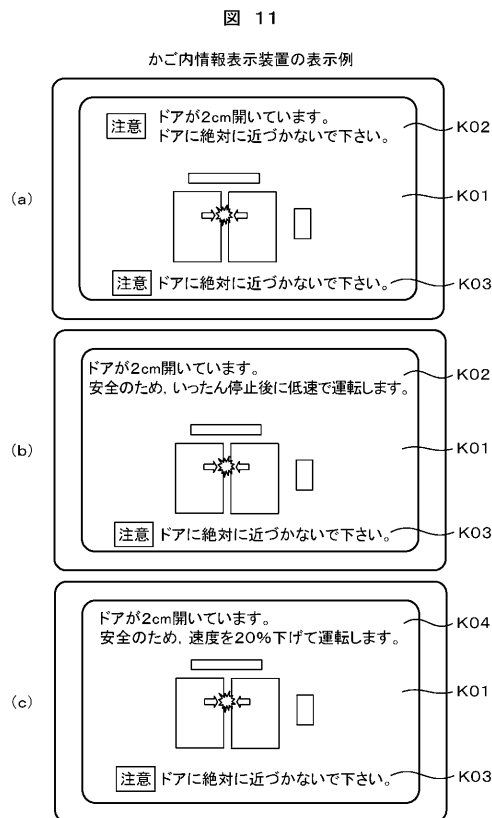 図 11
かご内情報表示装置の表示例
(a)
注意
ドアが2cm開いています。
ドアに絶対に近づかないで下さい。
K02
K01
注意 ドアに絶対に近づかないで下さい。
K03
(b)
ドアが2cm開いています。
安全のため，いったん停止後に低速で運転します。
K02
K01
注意 ドアに絶対に近づかないで下さい。
K03
(c)
ドアが2cm開いています。
安全のため，速度を20%下げて運転します。
K04
K01
注意 ドアに絶対に近づかないで下さい。
K03